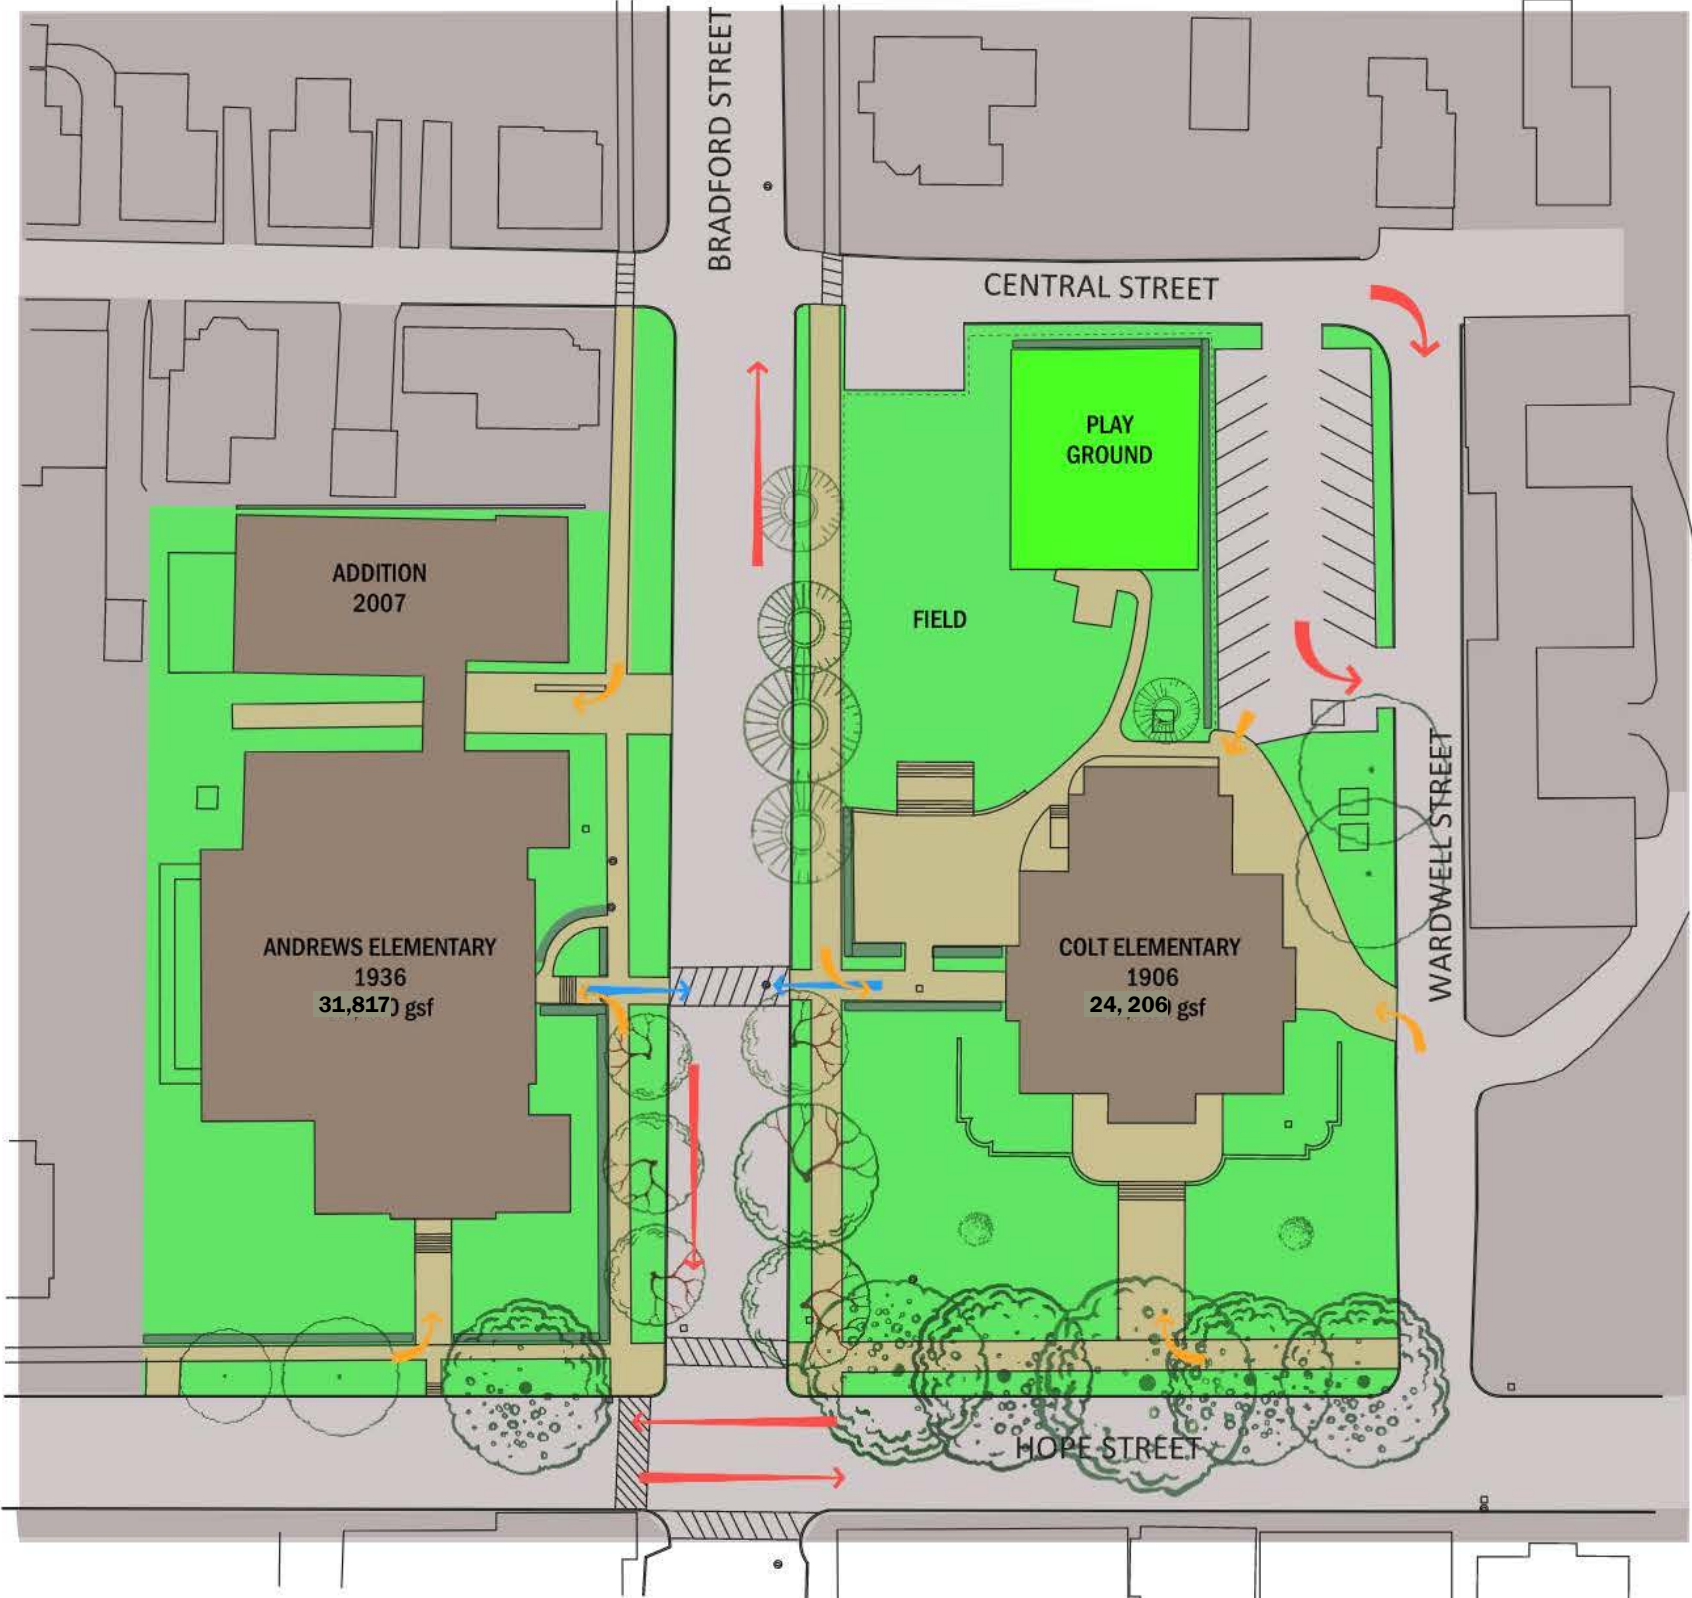 BRADFORD STREET
CENTRAL STREET
PLAY
GROUND
ADDITION
2007
FIELD
WARDWELL STREET
ANDREWS ELEMENTARY
1936
31,817 gsf
COLT ELEMENTARY
1906
24, 206 gsf
HOPE STREET